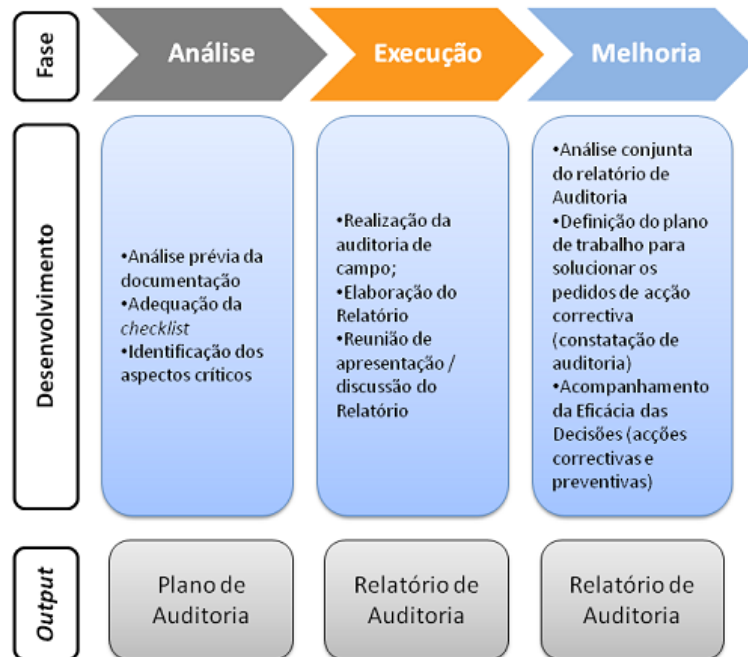 Fase
Análise
Execução
Melhoria
Desenvolvimento
•Análise prévia da
documentação
•Adequação da
checklist
•Identificação dos
aspectos críticos
•Realização da
auditoria de
campo;
•Elaboração do
Relatório
•Reunião de
apresentação /
discussão do
Relatório
•Análise conjunta
do relatório de
Auditoria
•Definição do plano
de trabalho para
solucionar os
pedidos de acção
correctiva
(constatação de
auditoria)
•Acompanhamento
da Eficácia das
Decisões (acções
correctivas e
preventivas)
Output
Plano de
Auditoria
Relatório de
Auditoria
Relatório de
Auditoria